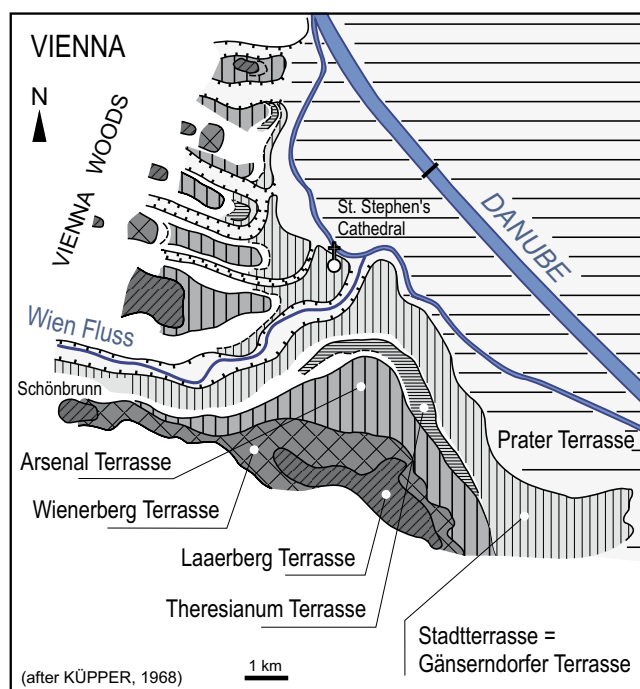 VIENNA
N
VIENNA WOODS
St. Stephen's
Cathedral
DANUBE
Wien Fluss
Schönbrunn
Prater Terrasse
Arsenal Terrasse
Wienerberg Terrasse
Laaerberg Terrasse
Theresianum Terrasse
Stadtterrasse =
Gänserndorfer Terrasse
(after KÜPPER, 1968)
1 km